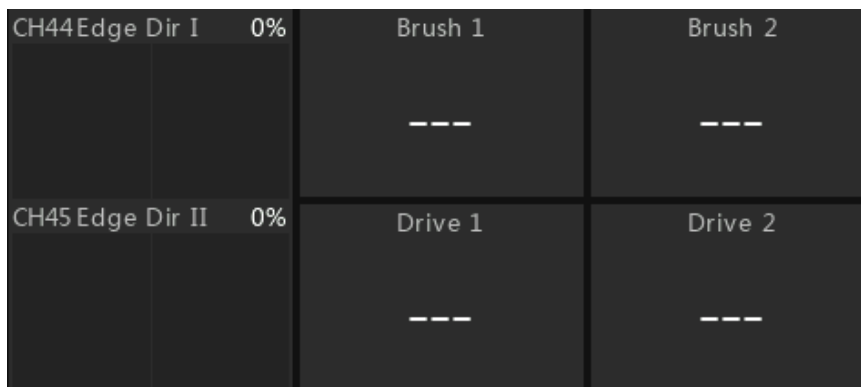 CH44 Edge Dir I 0%
Brush 1
Brush 2
---
---
CH45 Edge Dir II 0%
Drive 1
Drive 2
---
---